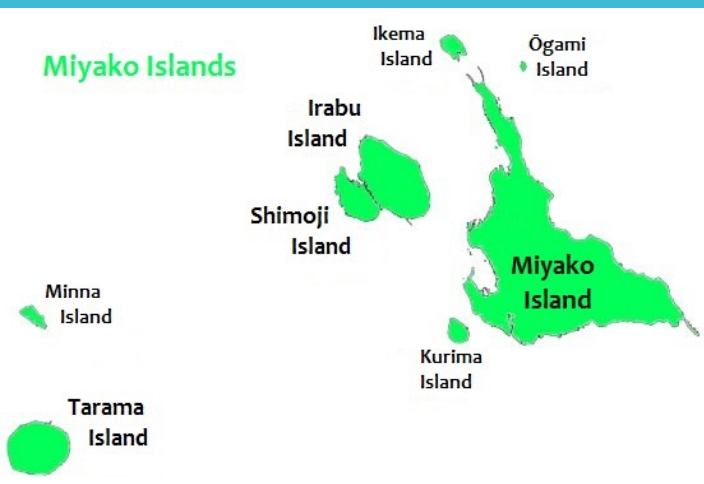 Miyako Islands
Ikema
Island
Ōgami
Island
Irabu
Island
Shimoji
Island
Miyako
Island
Minna
Island
Kurima
Island
Tarama
Island